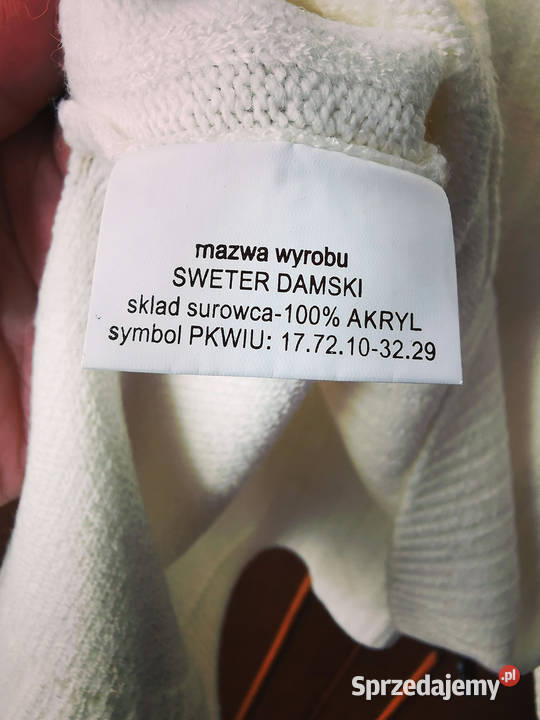 mazwa wyrobu
SWETER DAMSKI
sklad surowca-100% AKRYL
symbol PKWIU: 17.72.10-32.29
Sprzedajemy.pl